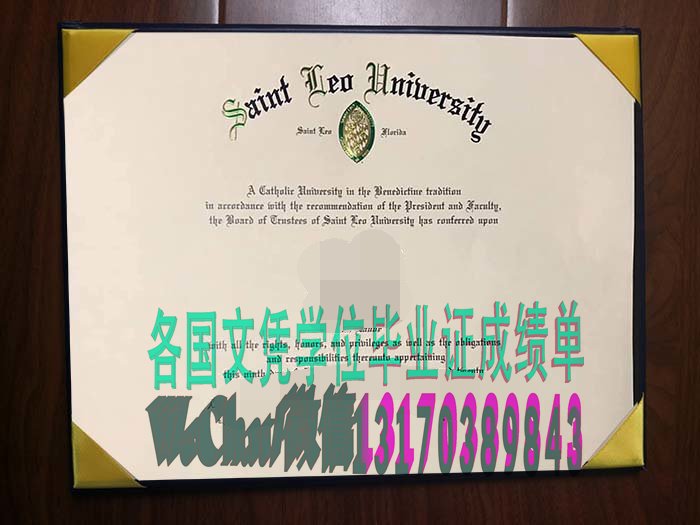 Saint Leo University
Saint Leo Florida
A Catholic University in the Benedictine tradition
in accordance with the recommendation of the President and Faculty,
the Board of Trustees of Saint Leo University has conferred upon
各国文凭学位毕业证成绩单
with all the rights, honors, and privileges as well as the obligations
and responsibilities thereunto appertaining
this ninth
WeChat/微信13170389843